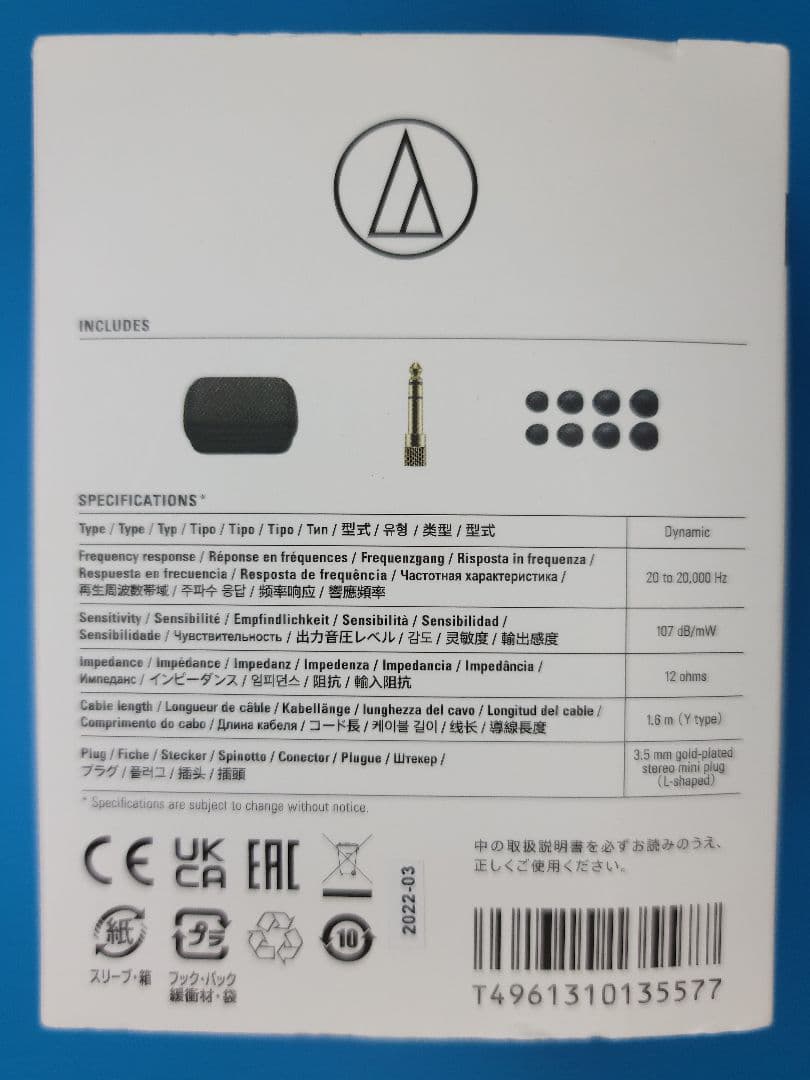 INCLUDES
SPECIFICATIONS*
Type / Type / Typ / Tipo / Tipo / Tipo / Тип / 型式 / 유형 / 类型 / 型式
Dynamic
Frequency response / Réponse en fréquences / Frequenzgang / Risposta in frequenza /
Respuesta en frecuencia / Resposta de frequência / Частотная характеристика /
再生周波数帯域 / 주파수 응답 / 频率响应 / 響應頻率
20 to 20,000 Hz
Sensitivity / Sensibilité / Empfindlichkeit / Sensibilità / Sensibilidad /
Sensibilidade / Чувствительность / 出力音圧レベル / 감도 / 灵敏度 / 輸出感度
107 dB/mW
Impedance / Impédance / Impedanz / Impedenza / Impedancia / Impedância /
Импеданс / インピーダンス / 임피던스 / 阻抗 / 輸入阻抗
12 ohms
Cable length / Longueur de câble / Kabellänge / lunghezza del cavo / Longitud del cable /
Comprimento do cabo / Длина кабеля / コード長 / 케이블 길이 / 线长 / 導線長度
1.6 m (Y type)
Plug / Fiche / Stecker / Spinotto / Conector / Plugue / Штекер /
プラグ / 플러그 / 插头 / 插頭
3.5 mm gold-plated
stereo mini plug
(L-shaped)
* Specifications are subject to change without notice.
CE UK CA EAC
2022-03
中の取扱説明書を必ずお読みのうえ、
正しくご使用ください。
紙
プラ
10
スリーブ・箱
フック・パック
緩衝材・袋
T4961310135577